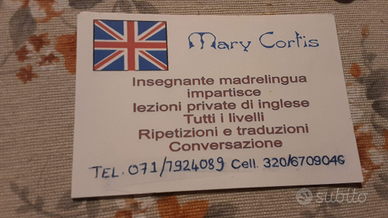 Mary Cortis
Insegnante madrelingua
impartisce
lezioni private di inglese
Tutti i livelli
Ripetizioni e traduzioni
Conversazione
TEL. 071/7924089 Cell. 320/6709046
subito